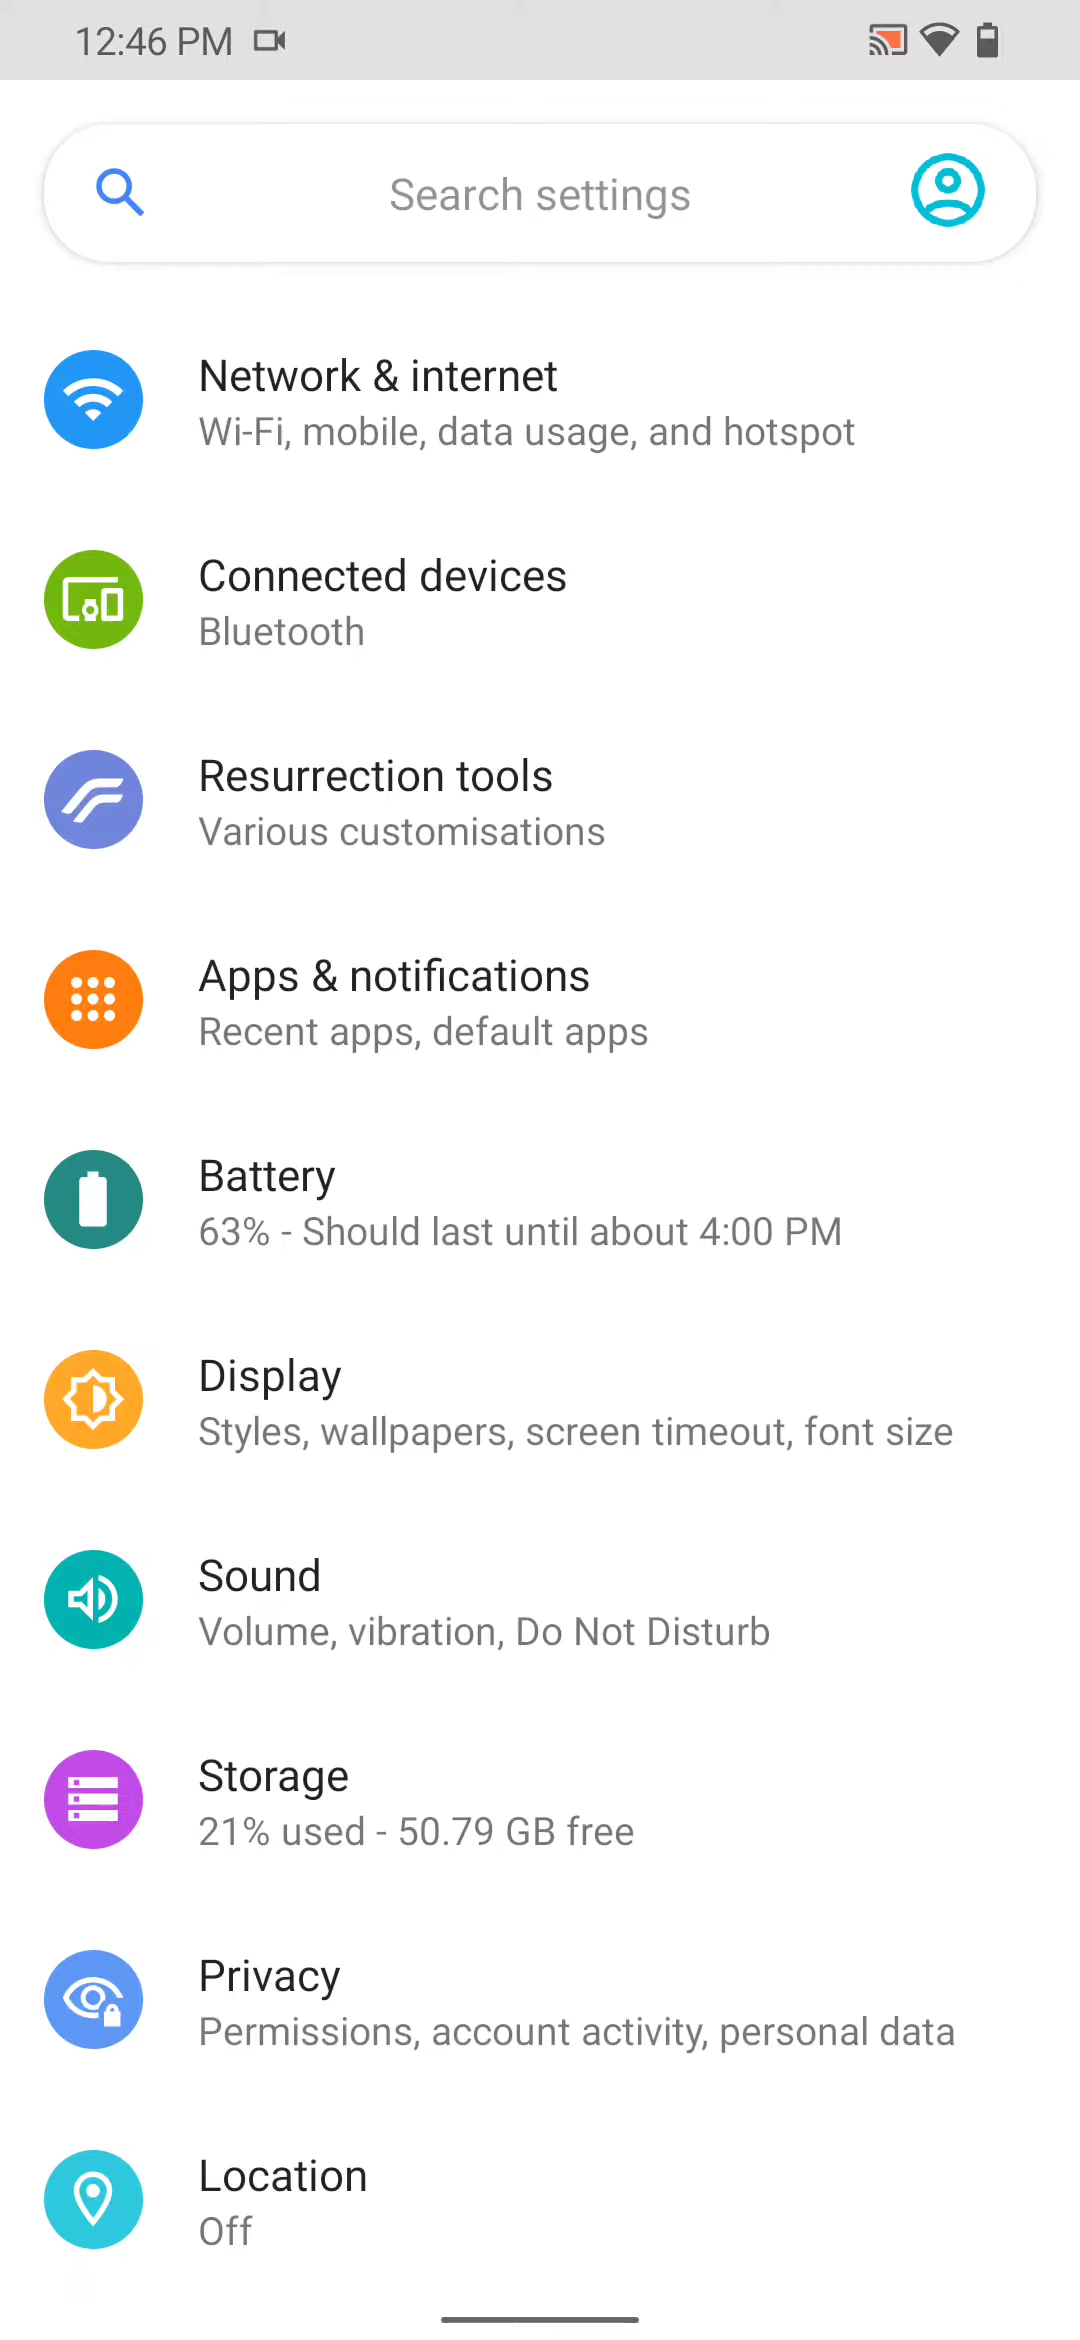 12:46 PM
Search settings
Network & internet
Wi-Fi, mobile, data usage, and hotspot
Connected devices
Bluetooth
Resurrection tools
Various customisations
Apps & notifications
Recent apps, default apps
Battery
63% - Should last until about 4:00 PM
Display
Styles, wallpapers, screen timeout, font size
Sound
Volume, vibration, Do Not Disturb
Storage
21% used - 50.79 GB free
Privacy
Permissions, account activity, personal data
Location
Off